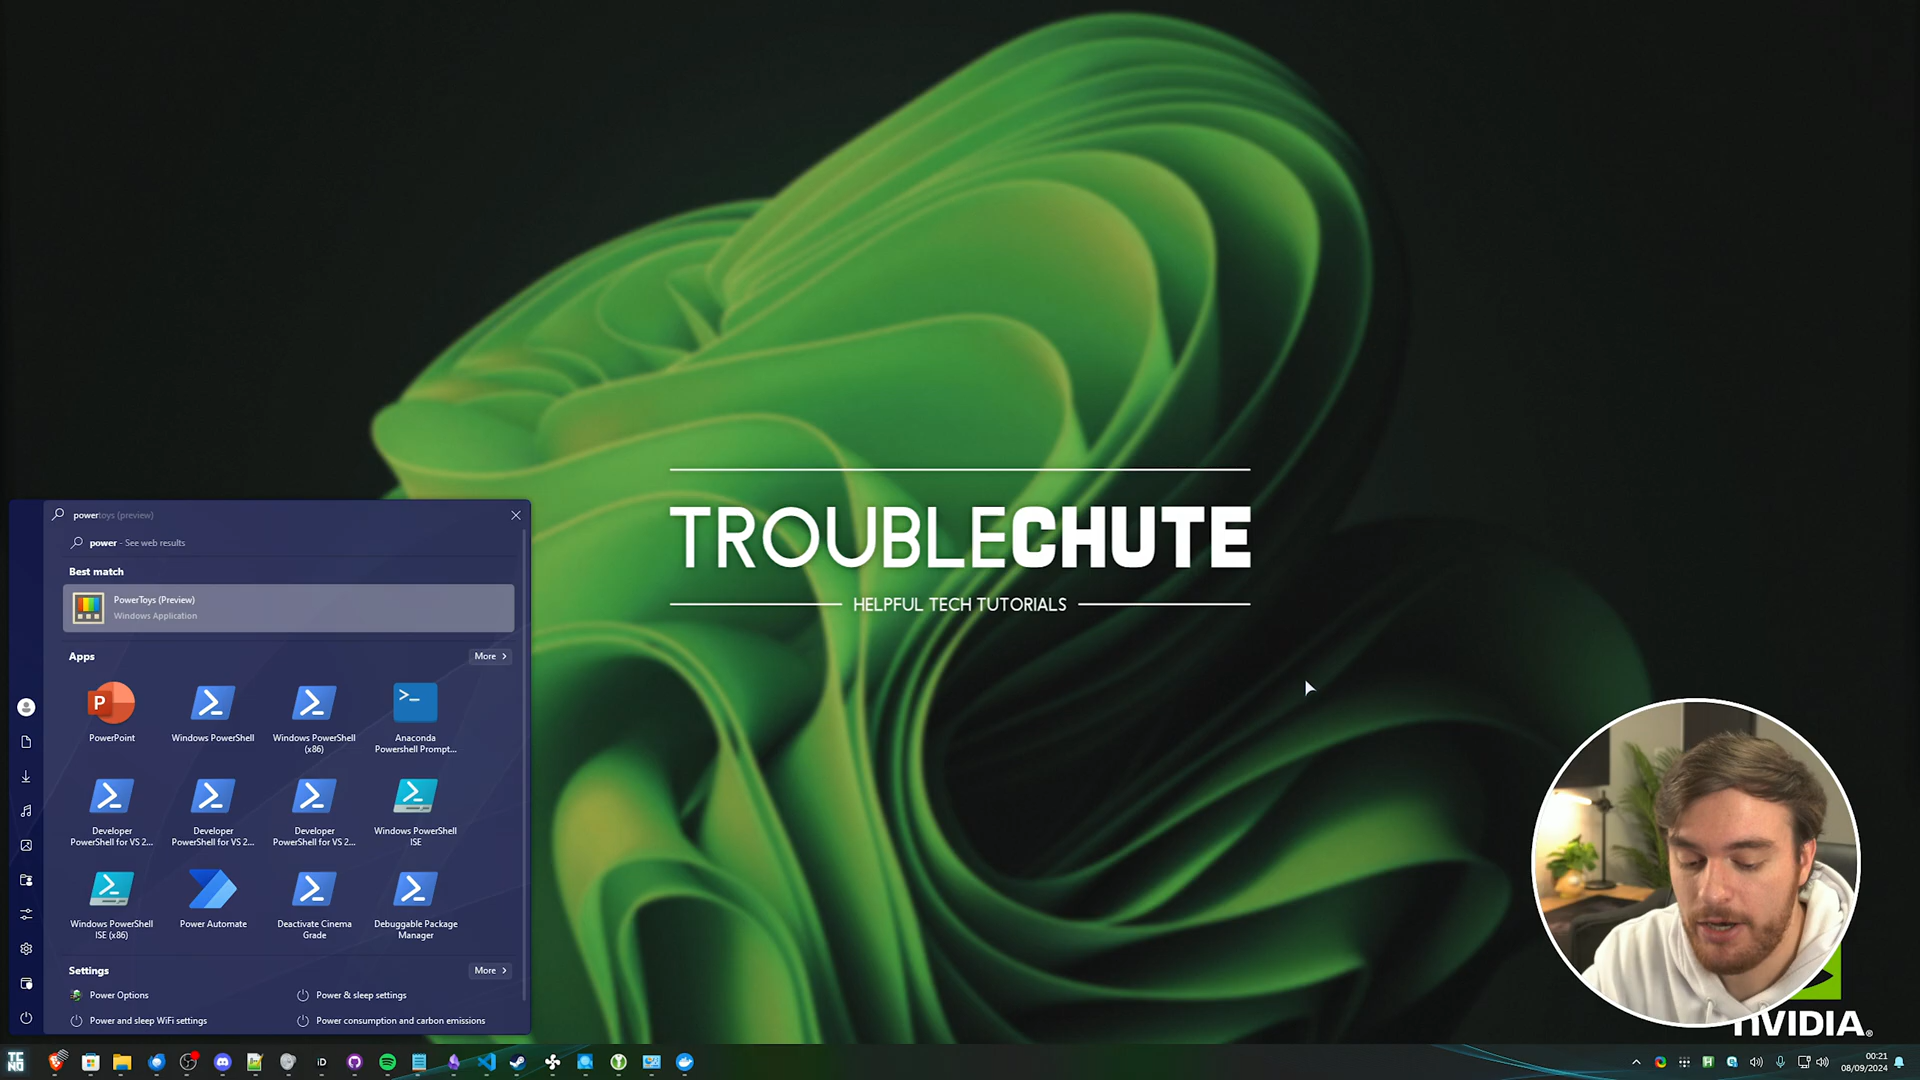 powertoys (preview)
power - See web results
Best match
PowerToys (Preview)
Windows Application
Apps
More
PowerPoint
Windows PowerShell
Windows PowerShell
(x86)
Anaconda
Powershell Prompt...
Developer
PowerShell for VS 2...
Developer
PowerShell for VS 2...
Developer
PowerShell for VS 2...
Windows PowerShell
ISE
Windows PowerShell
ISE (x86)
Power Automate
Deactivate Cinema
Grade
Debuggable Package
Manager
Settings
More
Power Options
Power & sleep settings
Power and sleep WiFi settings
Power consumption and carbon emissions
TROUBLECHUTE
HELPFUL TECH TUTORIALS
nVIDIA.
TC
NO
iD
00:21
08/09/2024